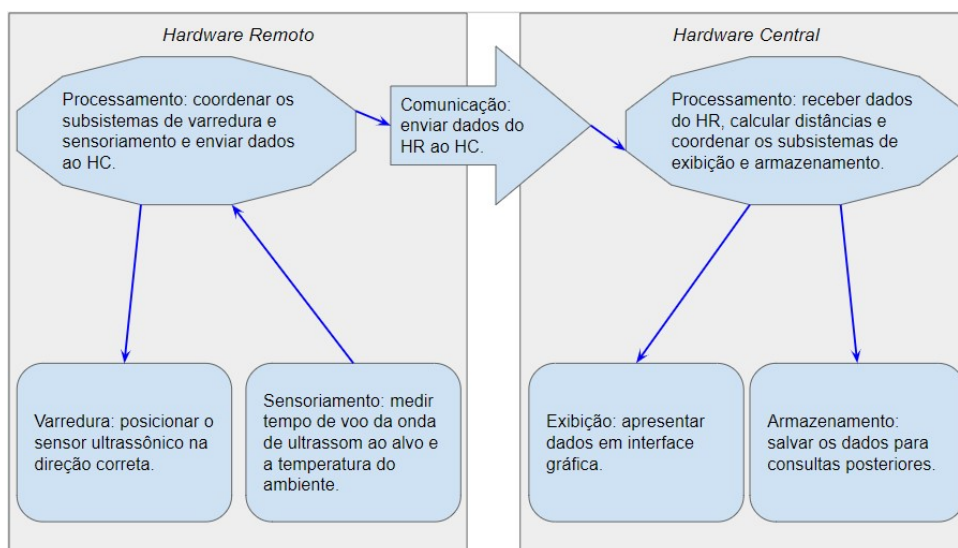 Hardware Remoto
Processamento: coordenar os
subsistemas de varredura e
sensoriamento e enviar dados
ao HC.
Varredura: posicionar o
sensor ultrassônico na
direção correta.
Sensoriamento: medir
tempo de voo da onda
de ultrassom ao alvo e
a temperatura do
ambiente.
Comunicação:
enviar dados do
HR ao HC.
Hardware Central
Processamento: receber dados
do HR, calcular distâncias e
coordenar os subsistemas de
exibição e armazenamento.
Exibição: apresentar
dados em interface
gráfica.
Armazenamento:
salvar os dados para
consultas posteriores.